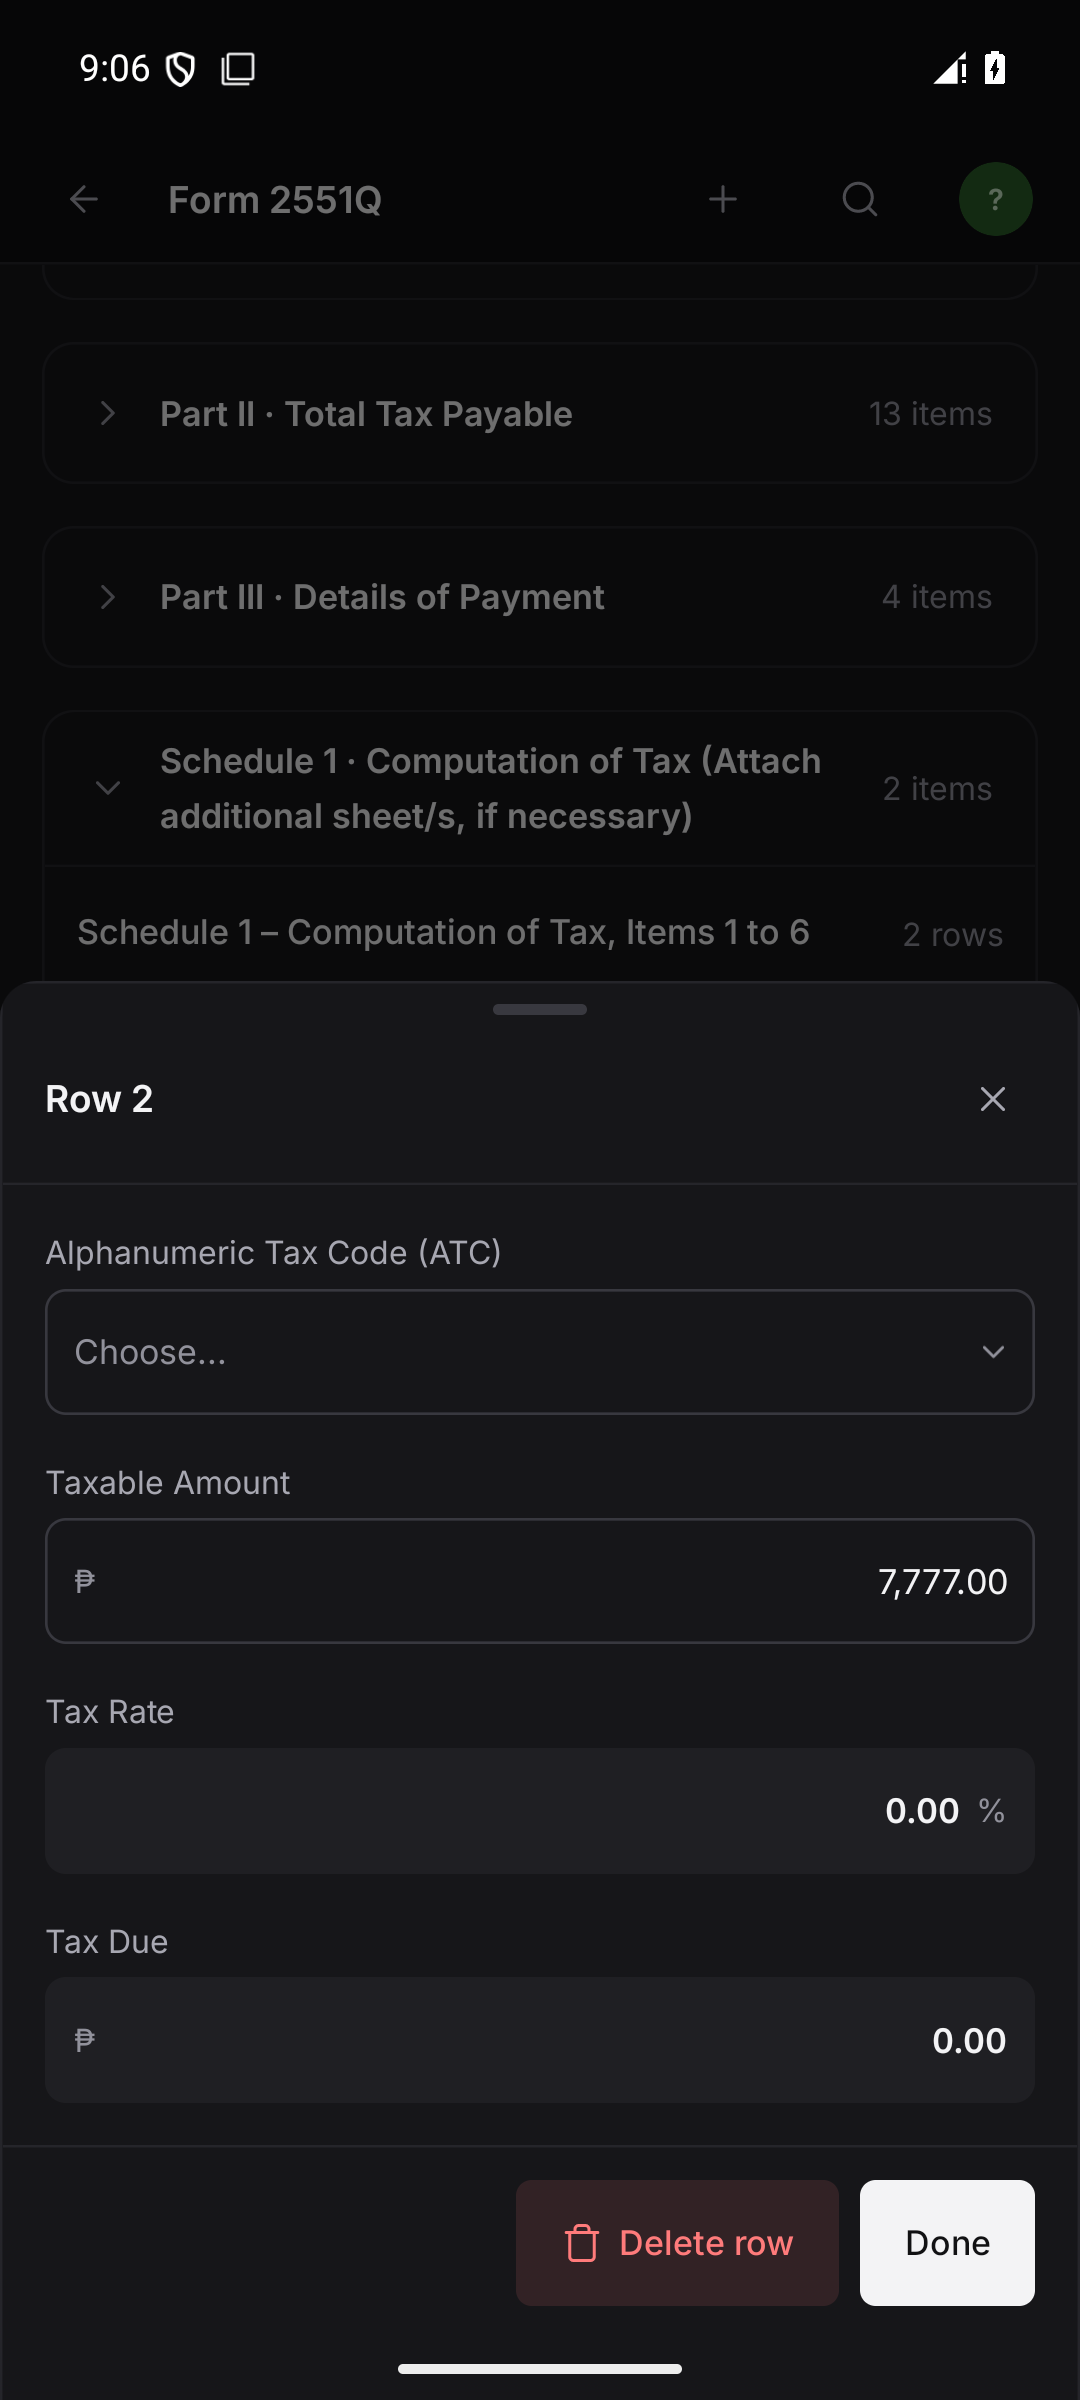 9:06
Form 2551Q
?
Part II · Total Tax Payable
13 items
Part III · Details of Payment
4 items
Schedule 1 · Computation of Tax (Attach
additional sheet/s, if necessary)
2 items
Schedule 1 – Computation of Tax, Items 1 to 6
2 rows
Row 2
Alphanumeric Tax Code (ATC)
Choose...
Taxable Amount
₱ 7,777.00
Tax Rate
0.00 %
Tax Due
₱ 0.00
Delete row
Done